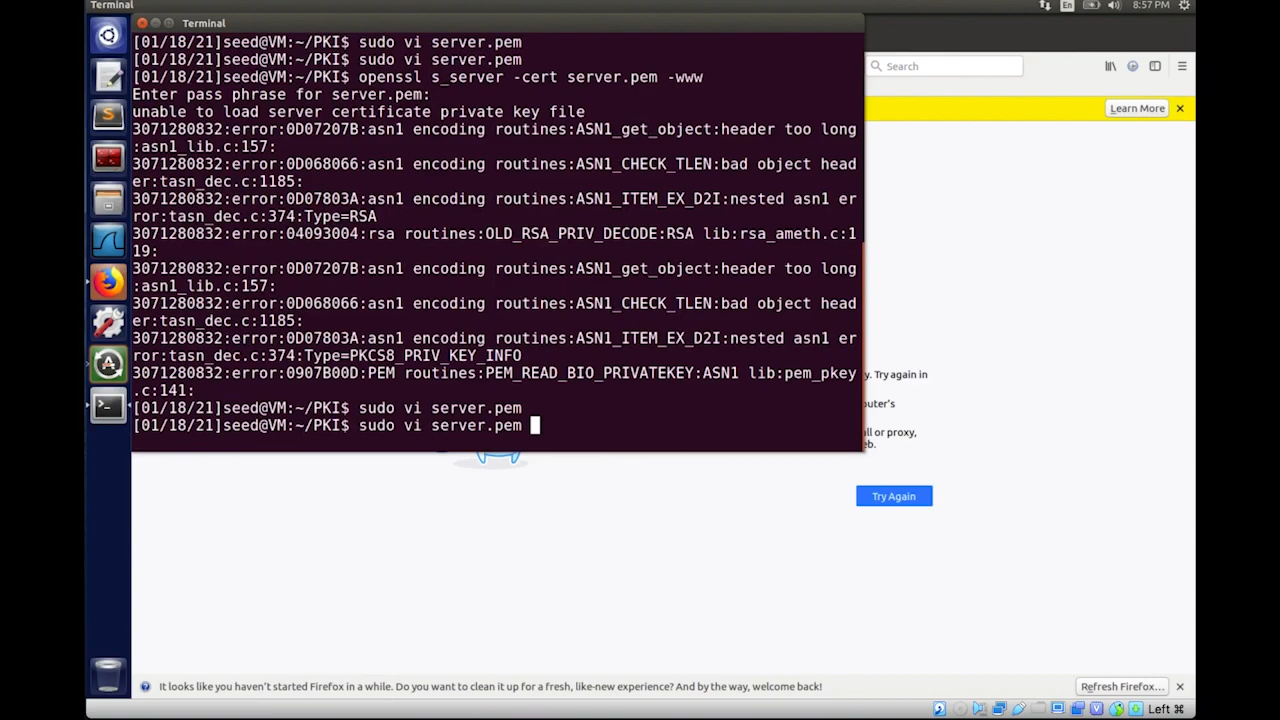 Terminal
En
8:57 PM
Terminal
[01/18/21]seed@VM:~/PKI$ sudo vi server.pem
[01/18/21]seed@VM:~/PKI$ sudo vi server.pem
[01/18/21]seed@VM:~/PKI$ openssl s_server -cert server.pem -www
Enter pass phrase for server.pem:
unable to load server certificate private key file
3071280832:error:0D07207B:asn1 encoding routines:ASN1_get_object:header too long
:asn1_lib.c:157:
3071280832:error:0D068066:asn1 encoding routines:ASN1_CHECK_TLEN:bad object head
er:tasn_dec.c:1185:
3071280832:error:0D07803A:asn1 encoding routines:ASN1_ITEM_EX_D2I:nested asn1 er
ror:tasn_dec.c:374:Type=RSA
3071280832:error:04093004:rsa routines:OLD_RSA_PRIV_DECODE:RSA lib:rsa_ameth.c:1
19:
3071280832:error:0D07207B:asn1 encoding routines:ASN1_get_object:header too long
:asn1_lib.c:157:
3071280832:error:0D068066:asn1 encoding routines:ASN1_CHECK_TLEN:bad object head
er:tasn_dec.c:1185:
3071280832:error:0D07803A:asn1 encoding routines:ASN1_ITEM_EX_D2I:nested asn1 er
ror:tasn_dec.c:374:Type=PKCS8_PRIV_KEY_INFO
3071280832:error:0907B00D:PEM routines:PEM_READ_BIO_PRIVATEKEY:ASN1 lib:pem_pkey
.c:141:
[01/18/21]seed@VM:~/PKI$ sudo vi server.pem
[01/18/21]seed@VM:~/PKI$ sudo vi server.pem
Search
Learn More
y. Try again in
outer's
all or proxy,
eb.
Try Again
It looks like you haven't started Firefox in a while. Do you want to clean it up for a fresh, like-new experience? And by the way, welcome back!
Refresh Firefox...
Left ⌘